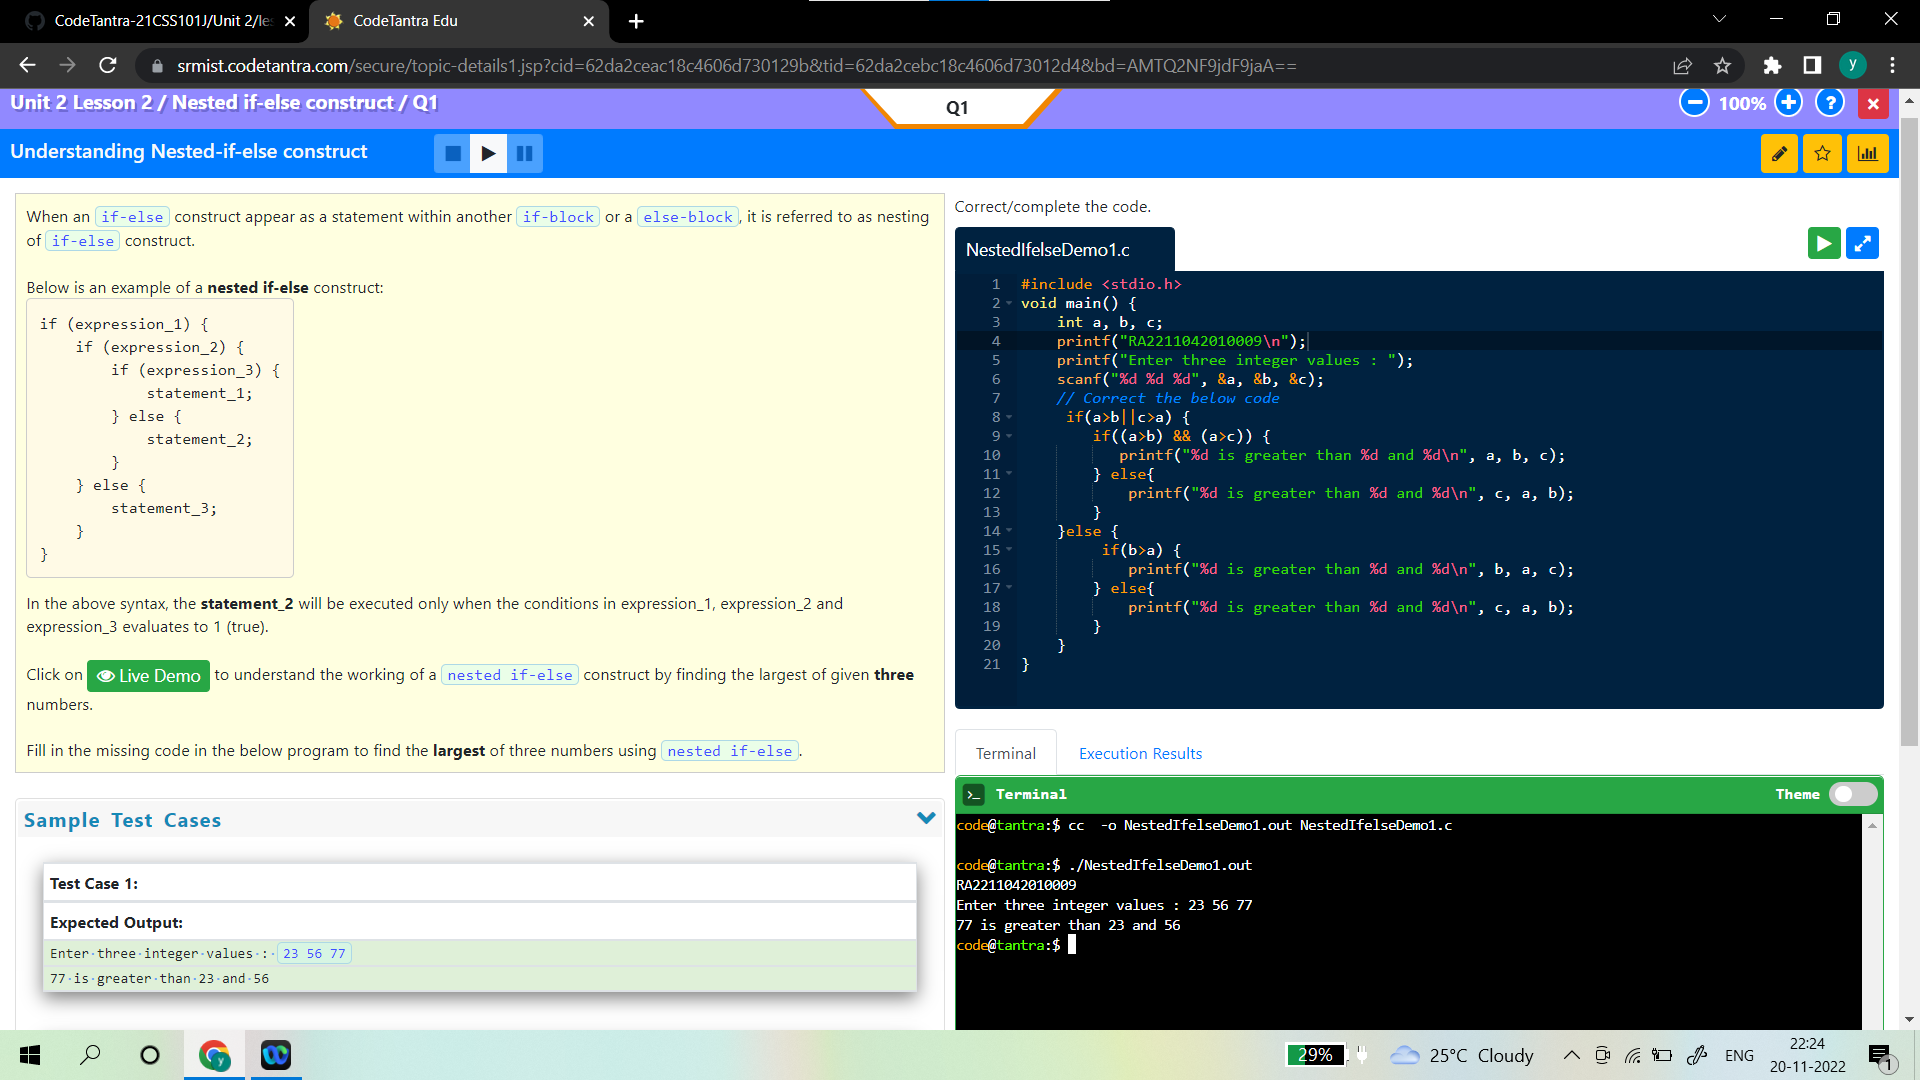 CodeTantra-21CSS101J/Unit 2/les
CodeTantra Edu
srmist.codetantra.com/secure/topic-details1.jsp?cid=62da2ceac18c4606d730129b&tid=62da2cebc18c4606d73012d4&bd=AMTQ2NF9jdF9jaA==
y
Unit 2 Lesson 2 / Nested if-else construct / Q1
Q1
100%
?
Understanding Nested-if-else construct
When an if-else construct appear as a statement within another if-block or a else-block, it is referred to as nesting
of if-else construct.
Below is an example of a nested if-else construct:
if (expression_1) {
    if (expression_2) {
        if (expression_3) {
            statement_1;
        } else {
            statement_2;
        }
    } else {
        statement_3;
    }
}
In the above syntax, the statement_2 will be executed only when the conditions in expression_1, expression_2 and
expression_3 evaluates to 1 (true).
Click on Live Demo to understand the working of a nested if-else construct by finding the largest of given three
numbers.
Fill in the missing code in the below program to find the largest of three numbers using nested if-else.
Sample Test Cases
Test Case 1:
Expected Output:
Enter·three·integer·values·:·23 56 77
77·is·greater·than·23·and·56
Correct/complete the code.
NestedIfelseDemo1.c
1 #include <stdio.h>
2 void main() {
3     int a, b, c;
4     printf("RA2211042010009\n");
5     printf("Enter three integer values : ");
6     scanf("%d %d %d", &a, &b, &c);
7     // Correct the below code
8      if(a>b||c>a) {
9         if((a>b) && (a>c)) {
10            printf("%d is greater than %d and %d\n", a, b, c);
11        } else{
12             printf("%d is greater than %d and %d\n", c, a, b);
13        }
14    }else {
15         if(b>a) {
16            printf("%d is greater than %d and %d\n", b, a, c);
17        } else{
18            printf("%d is greater than %d and %d\n", c, a, b);
19        }
20    }
21 }
Terminal
Execution Results
Terminal
Theme
code@tantra:$ cc  -o NestedIfelseDemo1.out NestedIfelseDemo1.c
code@tantra:$ ./NestedIfelseDemo1.out
RA2211042010009
Enter three integer values : 23 56 77
77 is greater than 23 and 56
code@tantra:$
y
29%
25°C Cloudy
ENG
22:24
20-11-2022
1